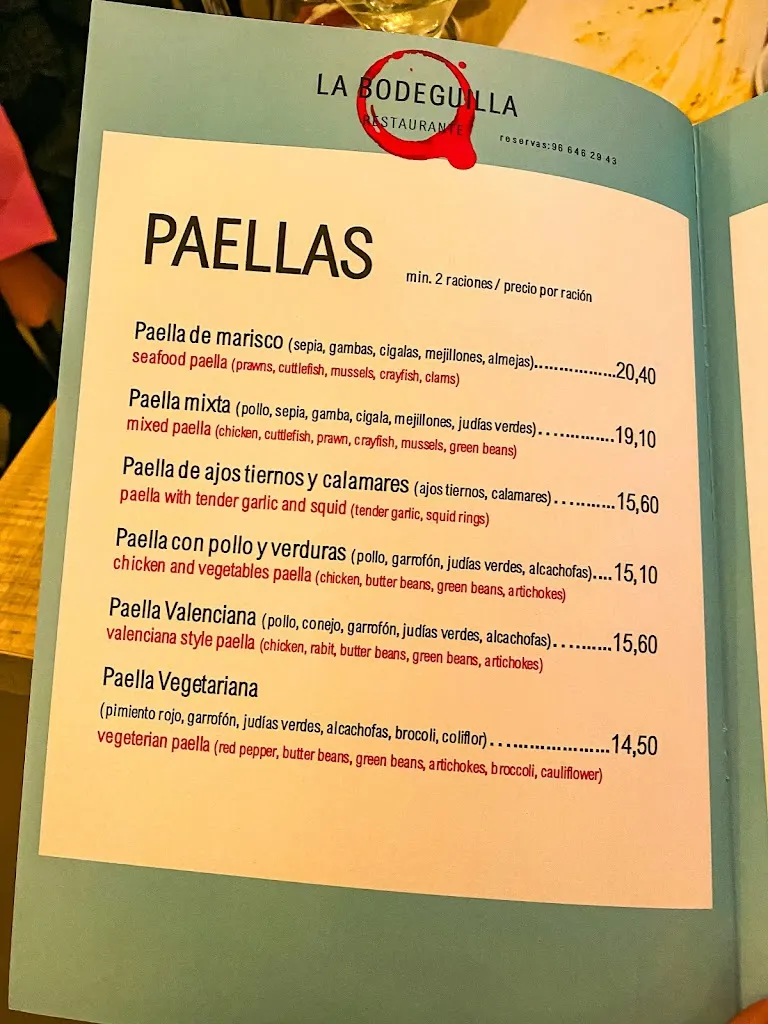 LA BODEGUILLA
RESTAURANTE
reservas:96 646 29 43
PAELLAS
min. 2 raciones / precio por ración
Paella de marisco (sepia, gambas, cigalas, mejillones, almejas)..................20,40
seafood paella (prawns, cuttlefish, mussels, crayfish, clams)
Paella mixta (pollo, sepia, gamba, cigala, mejillones, judías verdes)..............19,10
mixed paella (chicken, cuttlefish, prawn, crayfish, mussels, green beans)
Paella de ajos tiernos y calamares (ajos tiernos, calamares)...........15,60
paella with tender garlic and squid (tender garlic, squid rings)
Paella con pollo y verduras (pollo, garrofón, judías verdes, alcachofas)....15,10
chicken and vegetables paella (chicken, butter beans, green beans, artichokes)
Paella Valenciana (pollo, conejo, garrofón, judías verdes, alcachofas)...........15,60
valenciana style paella (chicken, rabit, butter beans, green beans, artichokes)
Paella Vegetariana
(pimiento rojo, garrofón, judías verdes, alcachofas, brocoli, coliflor)......................14,50
vegeterian paella (red pepper, butter beans, green beans, artichokes, broccoli, cauliflower)